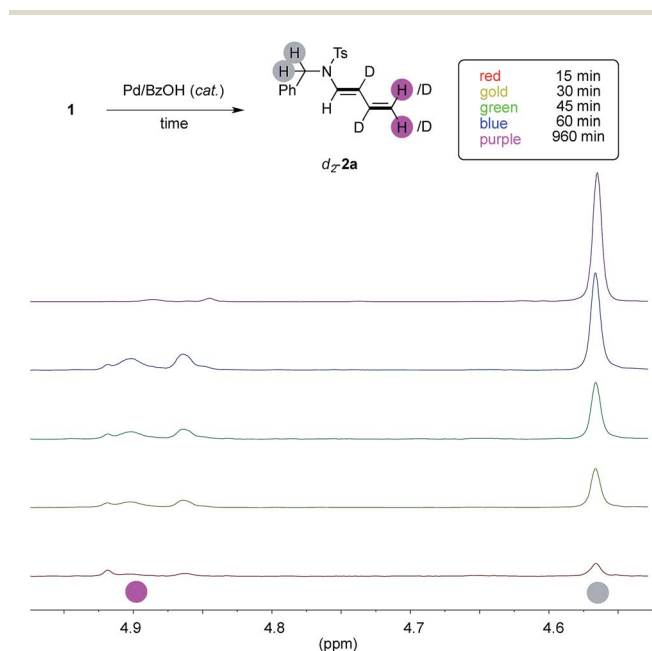 H
Ts
H
N
D
H /D
Ph
H
D
H /D
1
Pd/BzOH (cat.)
time
d₂-2a
red 15 min
gold 30 min
green 45 min
blue 60 min
purple 960 min
4.9 4.8 4.7 4.6
(ppm)